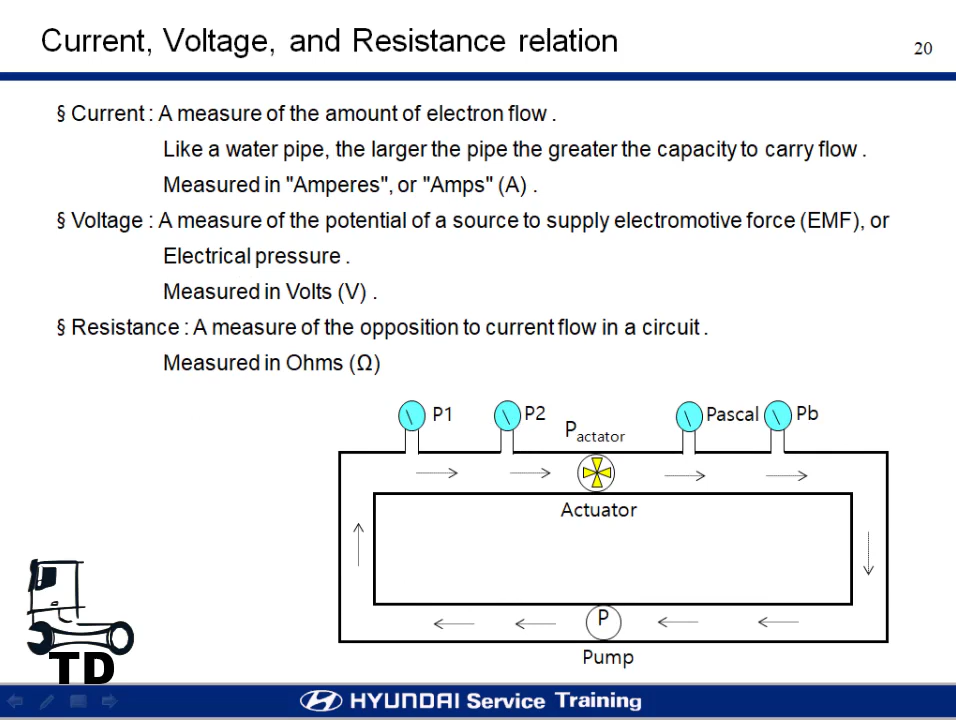 Current, Voltage, and Resistance relation
20
§ Current : A measure of the amount of electron flow .
Like a water pipe, the larger the pipe the greater the capacity to carry flow .
Measured in "Amperes", or "Amps" (A) .
§ Voltage : A measure of the potential of a source to supply electromotive force (EMF), or
Electrical pressure .
Measured in Volts (V) .
§ Resistance : A measure of the opposition to current flow in a circuit .
Measured in Ohms (Ω)
P1
P2
Pactator
Pascal
Pb
Actuator
P
Pump
TD
HYUNDAI Service Training